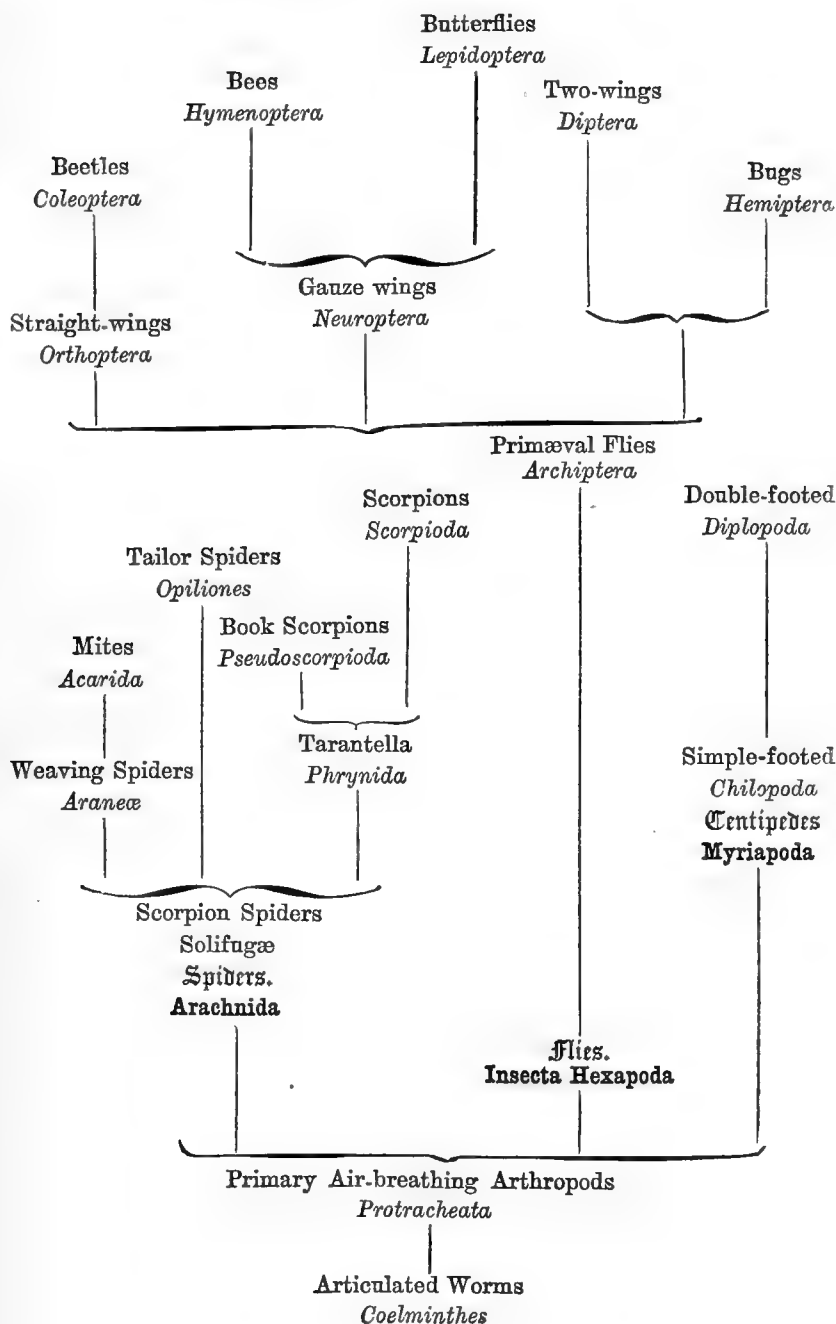 Butterflies
Lepidoptera
Bees
Hymenoptera
Two-wings
Diptera
Beetles
Coleoptera
Bugs
Hemiptera
Gauze wings
Neuroptera
Straight-wings
Orthoptera
Primæval Flies
Archiptera
Scorpions
Scorpioda
Double-footed
Diplopoda
Tailor Spiders
Opiliones
Book Scorpions
Pseudoscorpioda
Mites
Acarida
Tarantella
Phrynida
Weaving Spiders
Araneæ
Simple-footed
Chilopoda
Centipedes
Myriapoda
Scorpion Spiders
Solifugæ
Spiders.
Arachnida
Flies.
Insecta Hexapoda
Primary Air-breathing Arthropods
Protracheata
Articulated Worms
Coelminthes